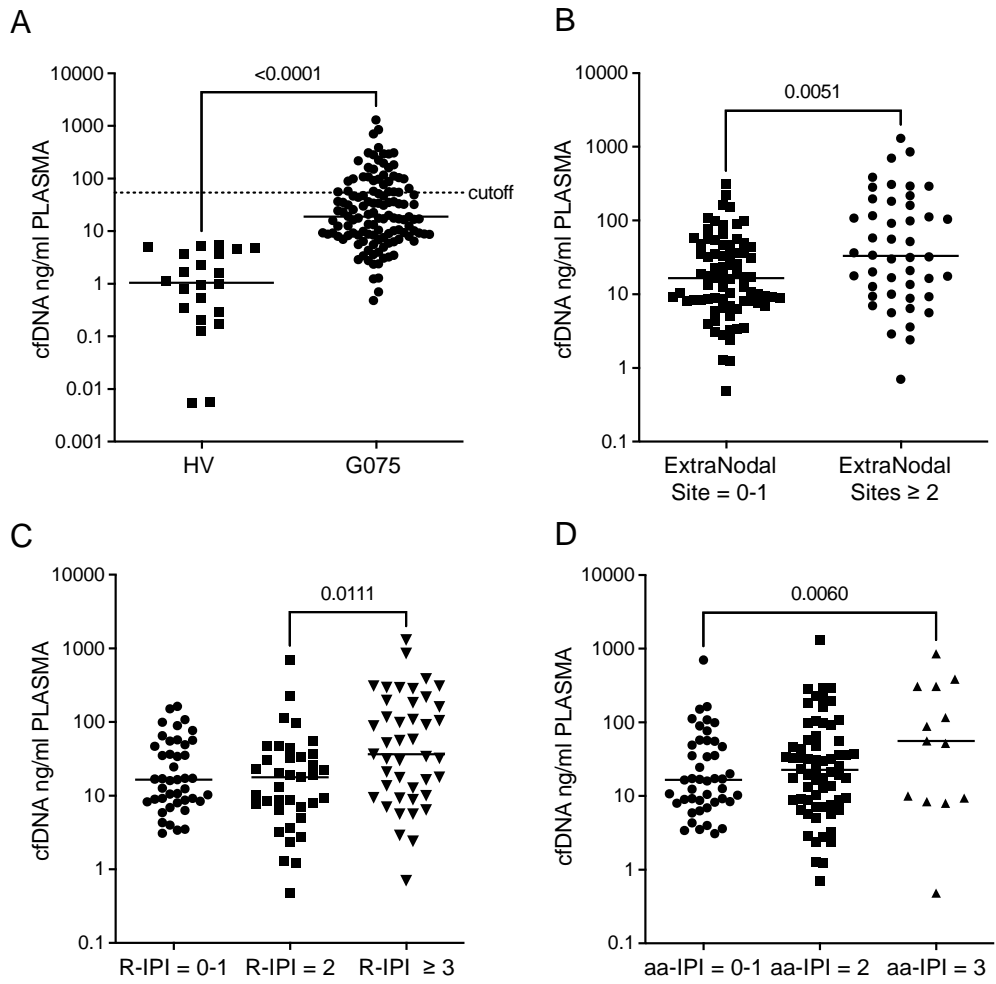 A
cfDNA ng/ml PLASMA
10000
1000
100
10
1
0.1
0.01
0.001
<0.0001
cutoff
HV
G075
B
cfDNA ng/ml PLASMA
10000
1000
100
10
1
0.1
0.0051
ExtraNodal
Site = 0-1
ExtraNodal
Sites ≥ 2
C
cfDNA ng/ml PLASMA
10000
1000
100
10
1
0.1
0.0111
R-IPI = 0-1
R-IPI = 2
R-IPI ≥ 3
D
cfDNA ng/ml PLASMA
10000
1000
100
10
1
0.1
0.0060
aa-IPI = 0-1
aa-IPI = 2
aa-IPI = 3